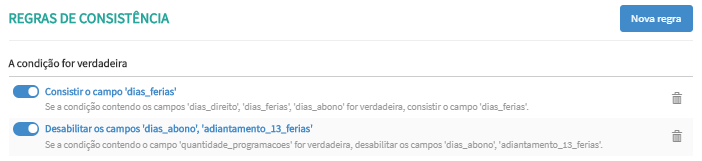 REGRAS DE CONSISTÊNCIA
Nova regra
A condição for verdadeira
Consistir o campo 'dias_ferias'
Se a condição contendo os campos 'dias_direito', 'dias_ferias', 'dias_abono' for verdadeira, consistir o campo 'dias_ferias'.
Desabilitar os campos 'dias_abono', 'adiantamento_13_ferias'
Se a condição contendo o campo 'quantidade_programacoes' for verdadeira, desabilitar os campos 'dias_abono', 'adiantamento_13_ferias'.